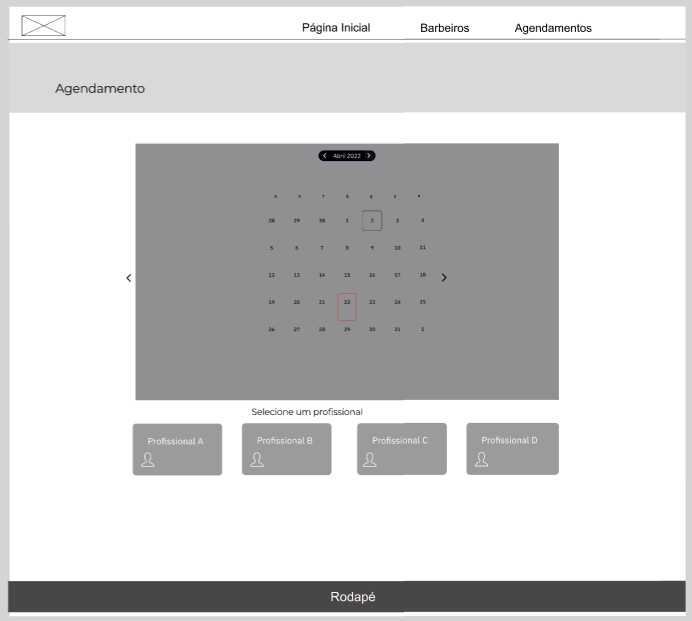 Página Inicial Barbeiros Agendamentos
Agendamento
Abril 2022
28 29 30 1 2 3 4
5 6 7 8 9 10 11
12 13 14 15 16 17 18
19 20 21 22 23 24 25
26 27 28 29 30 31 1
Selecione um profissional
Profissional A Profissional B Profissional C Profissional D
Rodapé